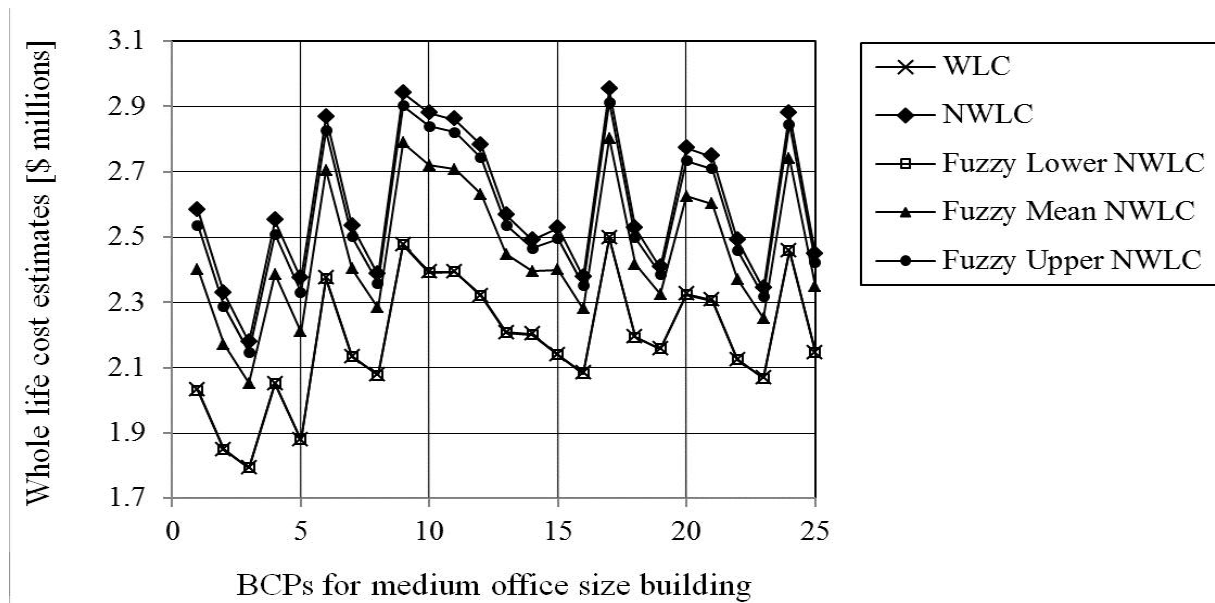 Whole life cost estimates [$ millions]
3.1
2.9
2.7
2.5
2.3
2.1
1.9
1.7
0 5 10 15 20 25
BCPs for medium office size building
WLC
NWLC
Fuzzy Lower NWLC
Fuzzy Mean NWLC
Fuzzy Upper NWLC